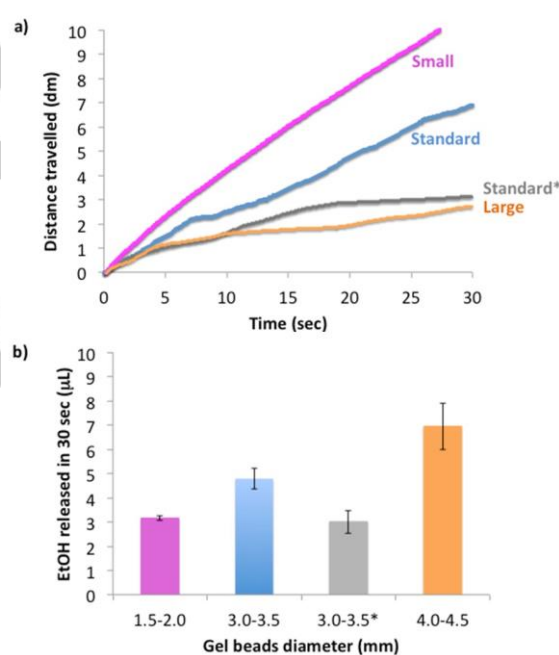 a)
10
9
8
7
6
5
4
3
2
1
0
Distance travelled (dm)
Small
Standard
Standard*
Large
0 5 10 15 20 25 30
Time (sec)
b)
10
9
8
7
6
5
4
3
2
1
0
EtOH released in 30 sec (µL)
1.5-2.0 3.0-3.5 3.0-3.5* 4.0-4.5
Gel beads diameter (mm)